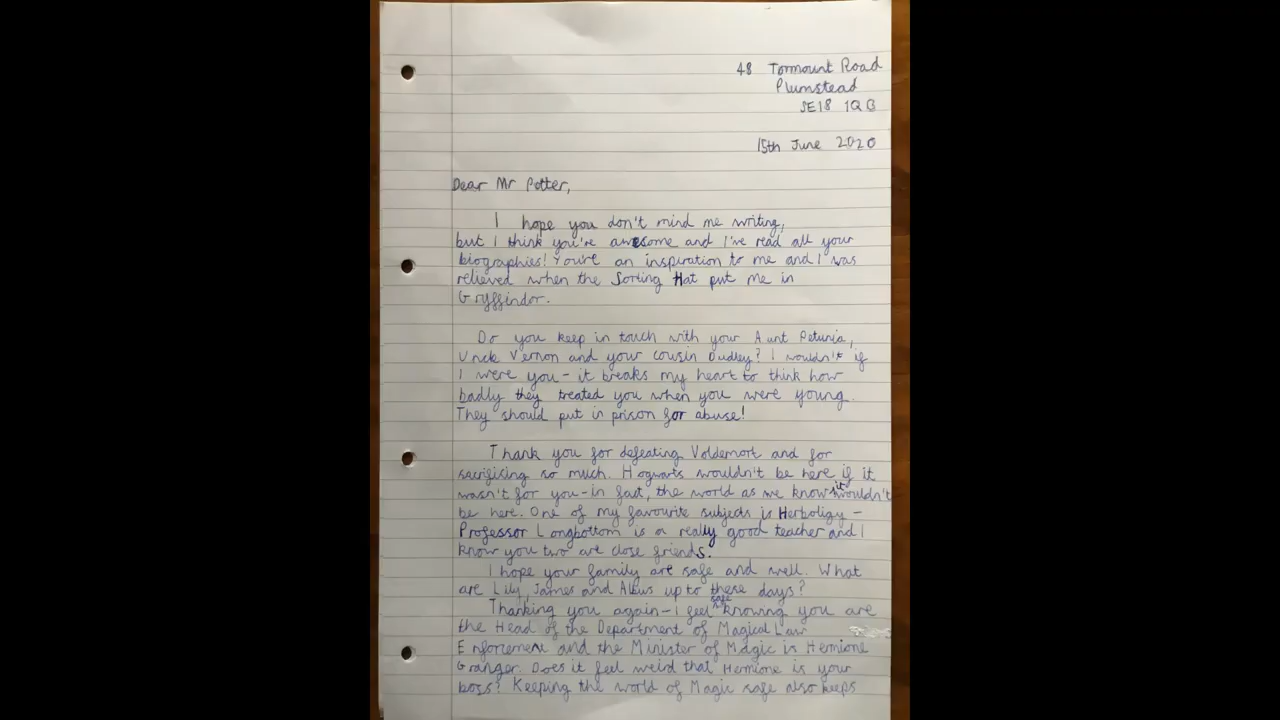 48 Tormount Road
Plumstead
SE18 1QB
15th June 2020
Dear Mr Potter,
I hope you don't mind me writing,
but I think you're awesome and I've read all your
biographies! You're an inspiration to me and I was
relieved when the Sorting Hat put me in
Gryffindor.
Do you keep in touch with your Aunt Petunia,
Uncle Vernon and your cousin Dudley? I wouldn't if
I were you - it breaks my heart to think how
badly they treated you when you were young.
They should put in prison for abuse!
Thank you for defeating Voldemort and for
sacrifising so much. Hogwarts wouldn't be here if it
wasn't for you - in fact, the world as we know it wouldn't
be here. One of my favourite subjects is Herboligy -
Professor Longbottom is a really good teacher and I
know you two are close friends.
I hope your family are safe and well. What
are Lily, James and Albus up to these days?
Thanking you again - I feel safe knowing you are
the Head of the Department of Magical Law
Enforcement and the Minister of Magic is Hermione
Granger. Does it feel weird that Hermione is your
boss? Keeping the world of Magic safe also keeps